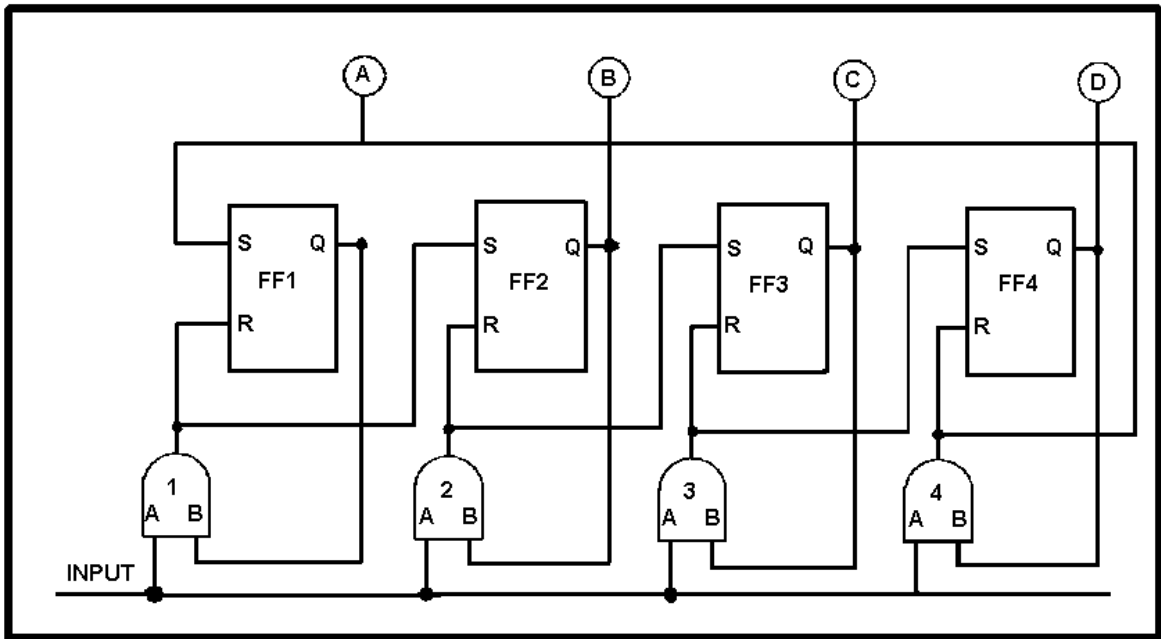 A B C D
S Q S Q S Q S Q
FF1 FF2 FF3 FF4
R R R R
1 2 3 4
A B A B A B A B
INPUT